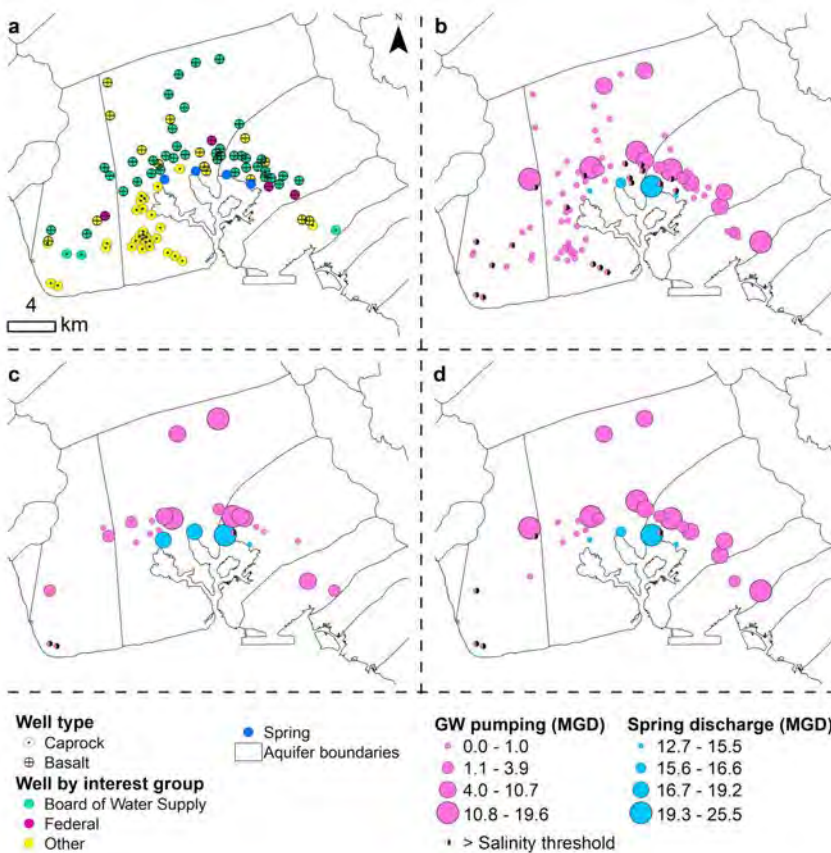 a
N
b
4
km
c
d
Well type
Caprock
Basalt
Well by interest group
Board of Water Supply
Federal
Other
Spring
Aquifer boundaries
GW pumping (MGD)
0.0 - 1.0
1.1 - 3.9
4.0 - 10.7
10.8 - 19.6
> Salinity threshold
Spring discharge (MGD)
12.7 - 15.5
15.6 - 16.6
16.7 - 19.2
19.3 - 25.5